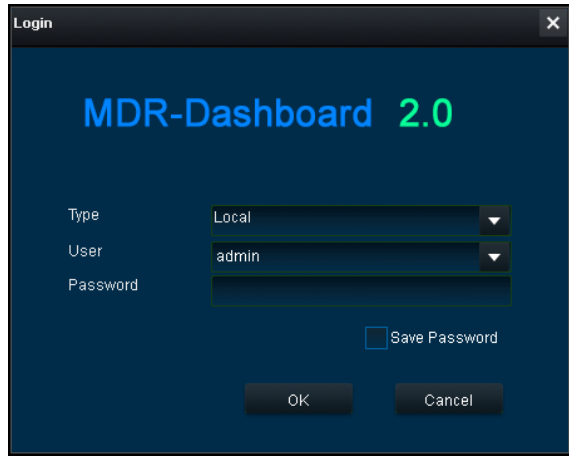 Login
MDR-Dashboard 2.0
Type Local
User admin
Password
Save Password
OK Cancel